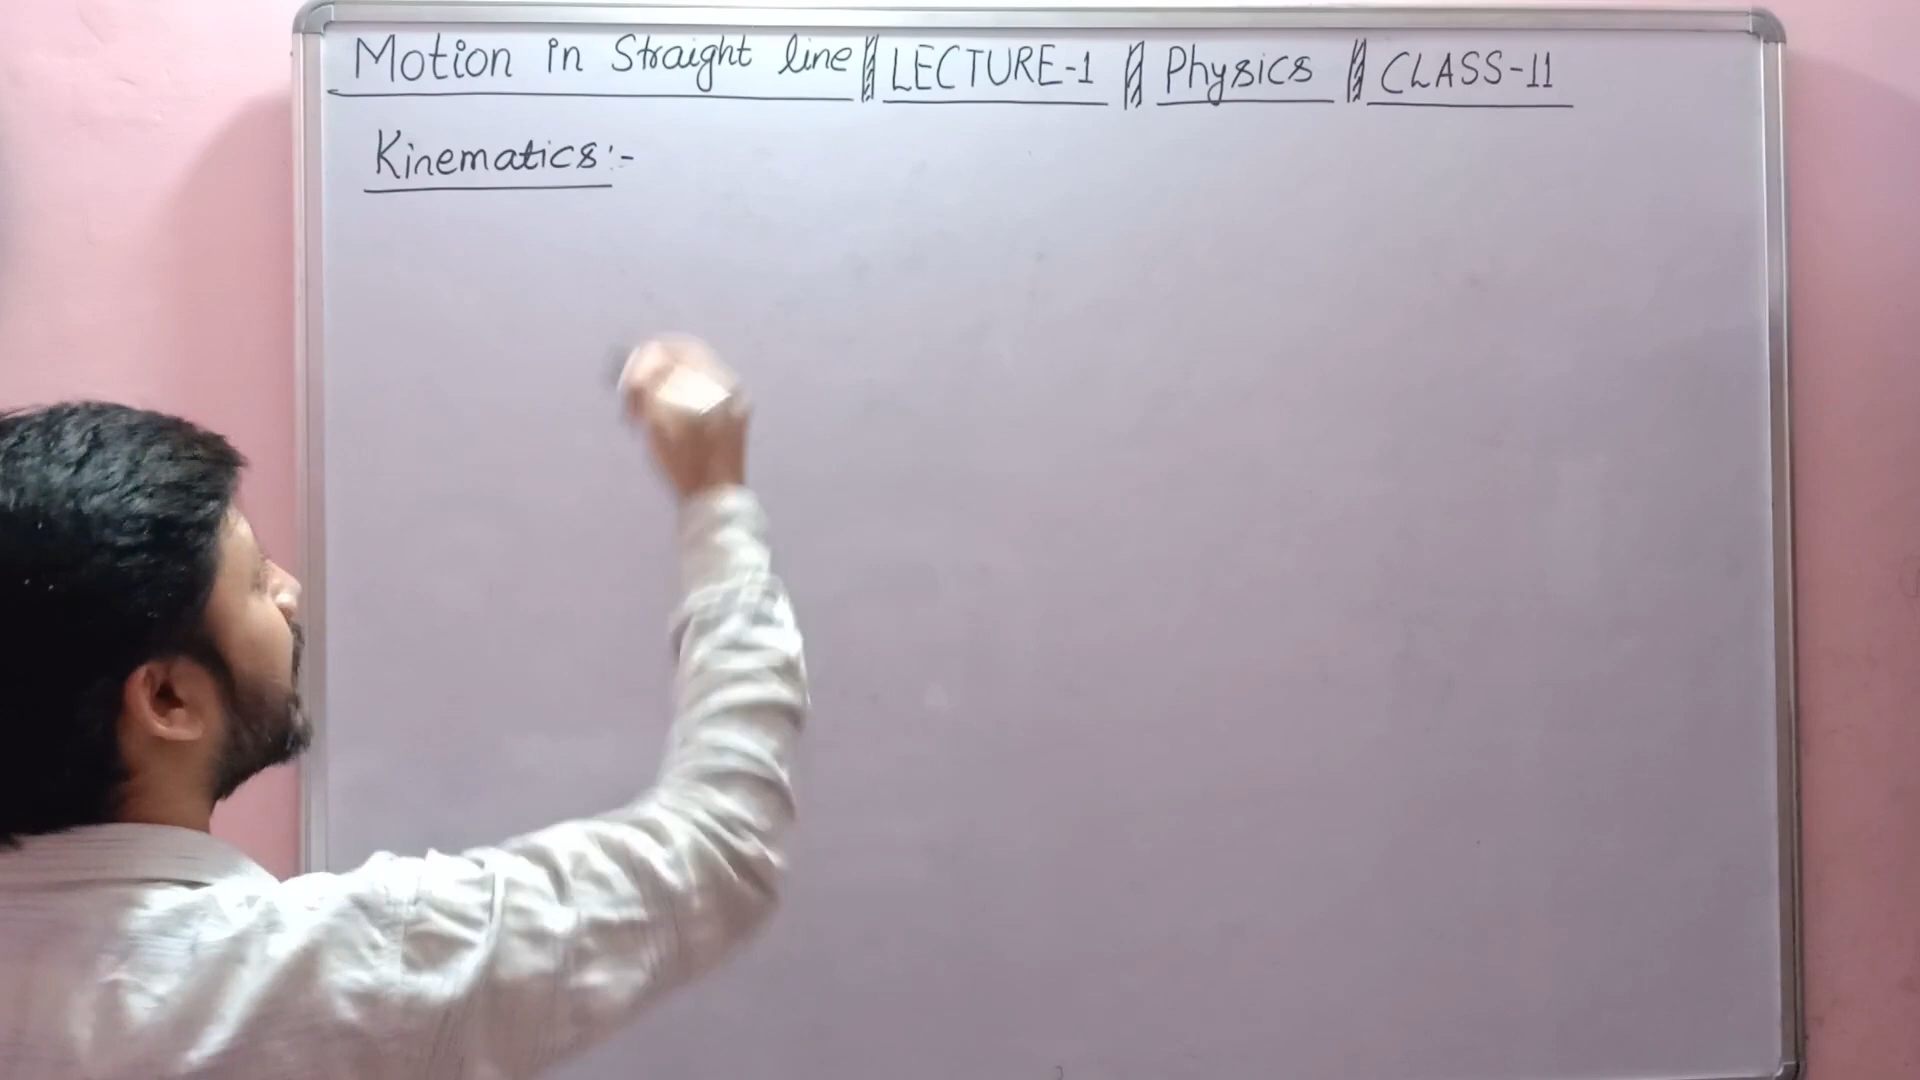 Motion in Straight line || LECTURE-1 || Physics || CLASS-11
Kinematics:-